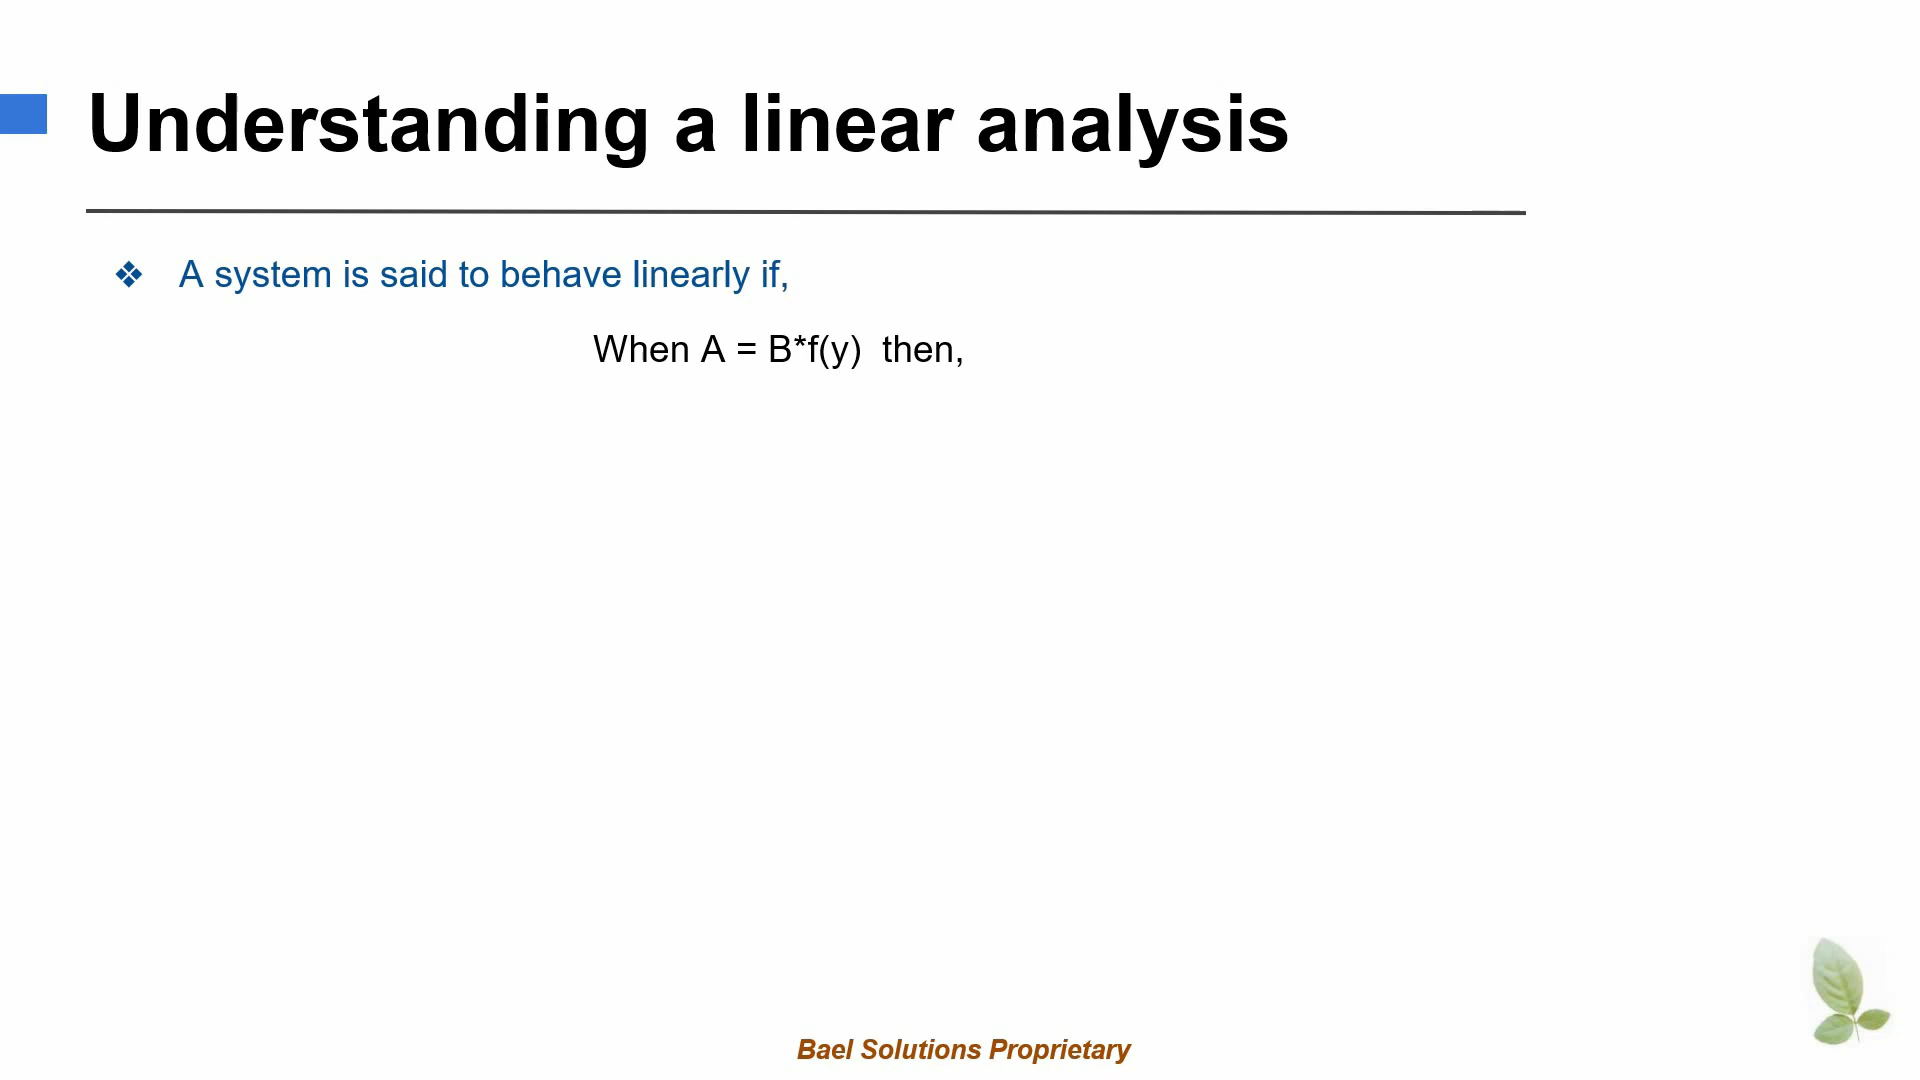 Understanding a linear analysis
❖ A system is said to behave linearly if,
When A = B*f(y) then,
Bael Solutions Proprietary